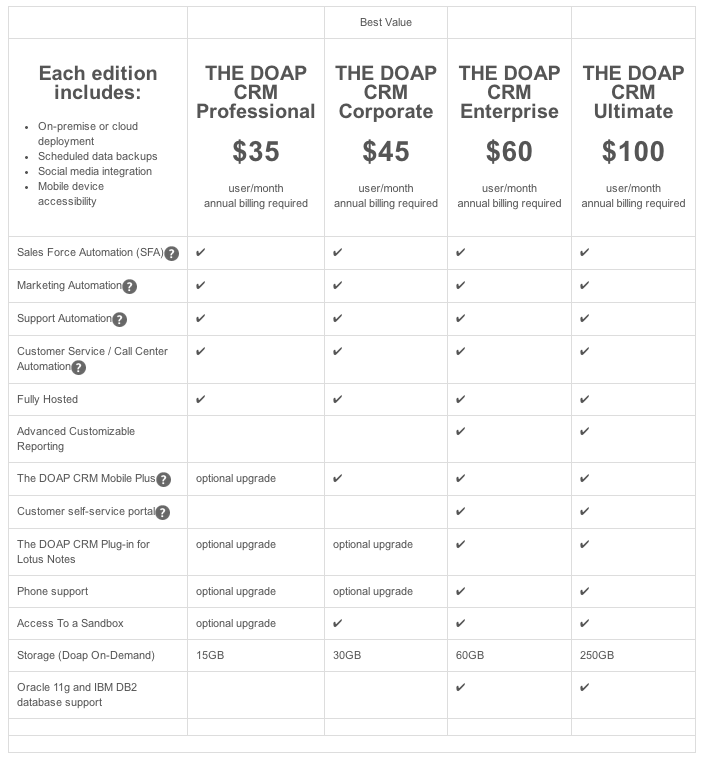 Best Value
Each edition
includes:
On-premise or cloud
deployment
Scheduled data backups
Social media integration
Mobile device
accessibility
THE DOAP
CRM
Professional
$35
user/month
annual billing required
THE DOAP
CRM
Corporate
$45
user/month
annual billing required
THE DOAP
CRM
Enterprise
$60
user/month
annual billing required
THE DOAP
CRM
Ultimate
$100
user/month
annual billing required
Sales Force Automation (SFA)? ✔ ✔ ✔ ✔
Marketing Automation? ✔ ✔ ✔ ✔
Support Automation? ✔ ✔ ✔ ✔
Customer Service / Call Center ✔ ✔ ✔ ✔
Automation?
Fully Hosted ✔ ✔ ✔ ✔
Advanced Customizable ✔ ✔
Reporting
The DOAP CRM Mobile Plus? optional upgrade ✔ ✔ ✔
Customer self-service portal? ✔ ✔
The DOAP CRM Plug-in for optional upgrade optional upgrade ✔ ✔
Lotus Notes
Phone support optional upgrade optional upgrade ✔ ✔
Access To a Sandbox optional upgrade ✔ ✔ ✔
Storage (Doap On-Demand) 15GB 30GB 60GB 250GB
Oracle 11g and IBM DB2 ✔ ✔
database support